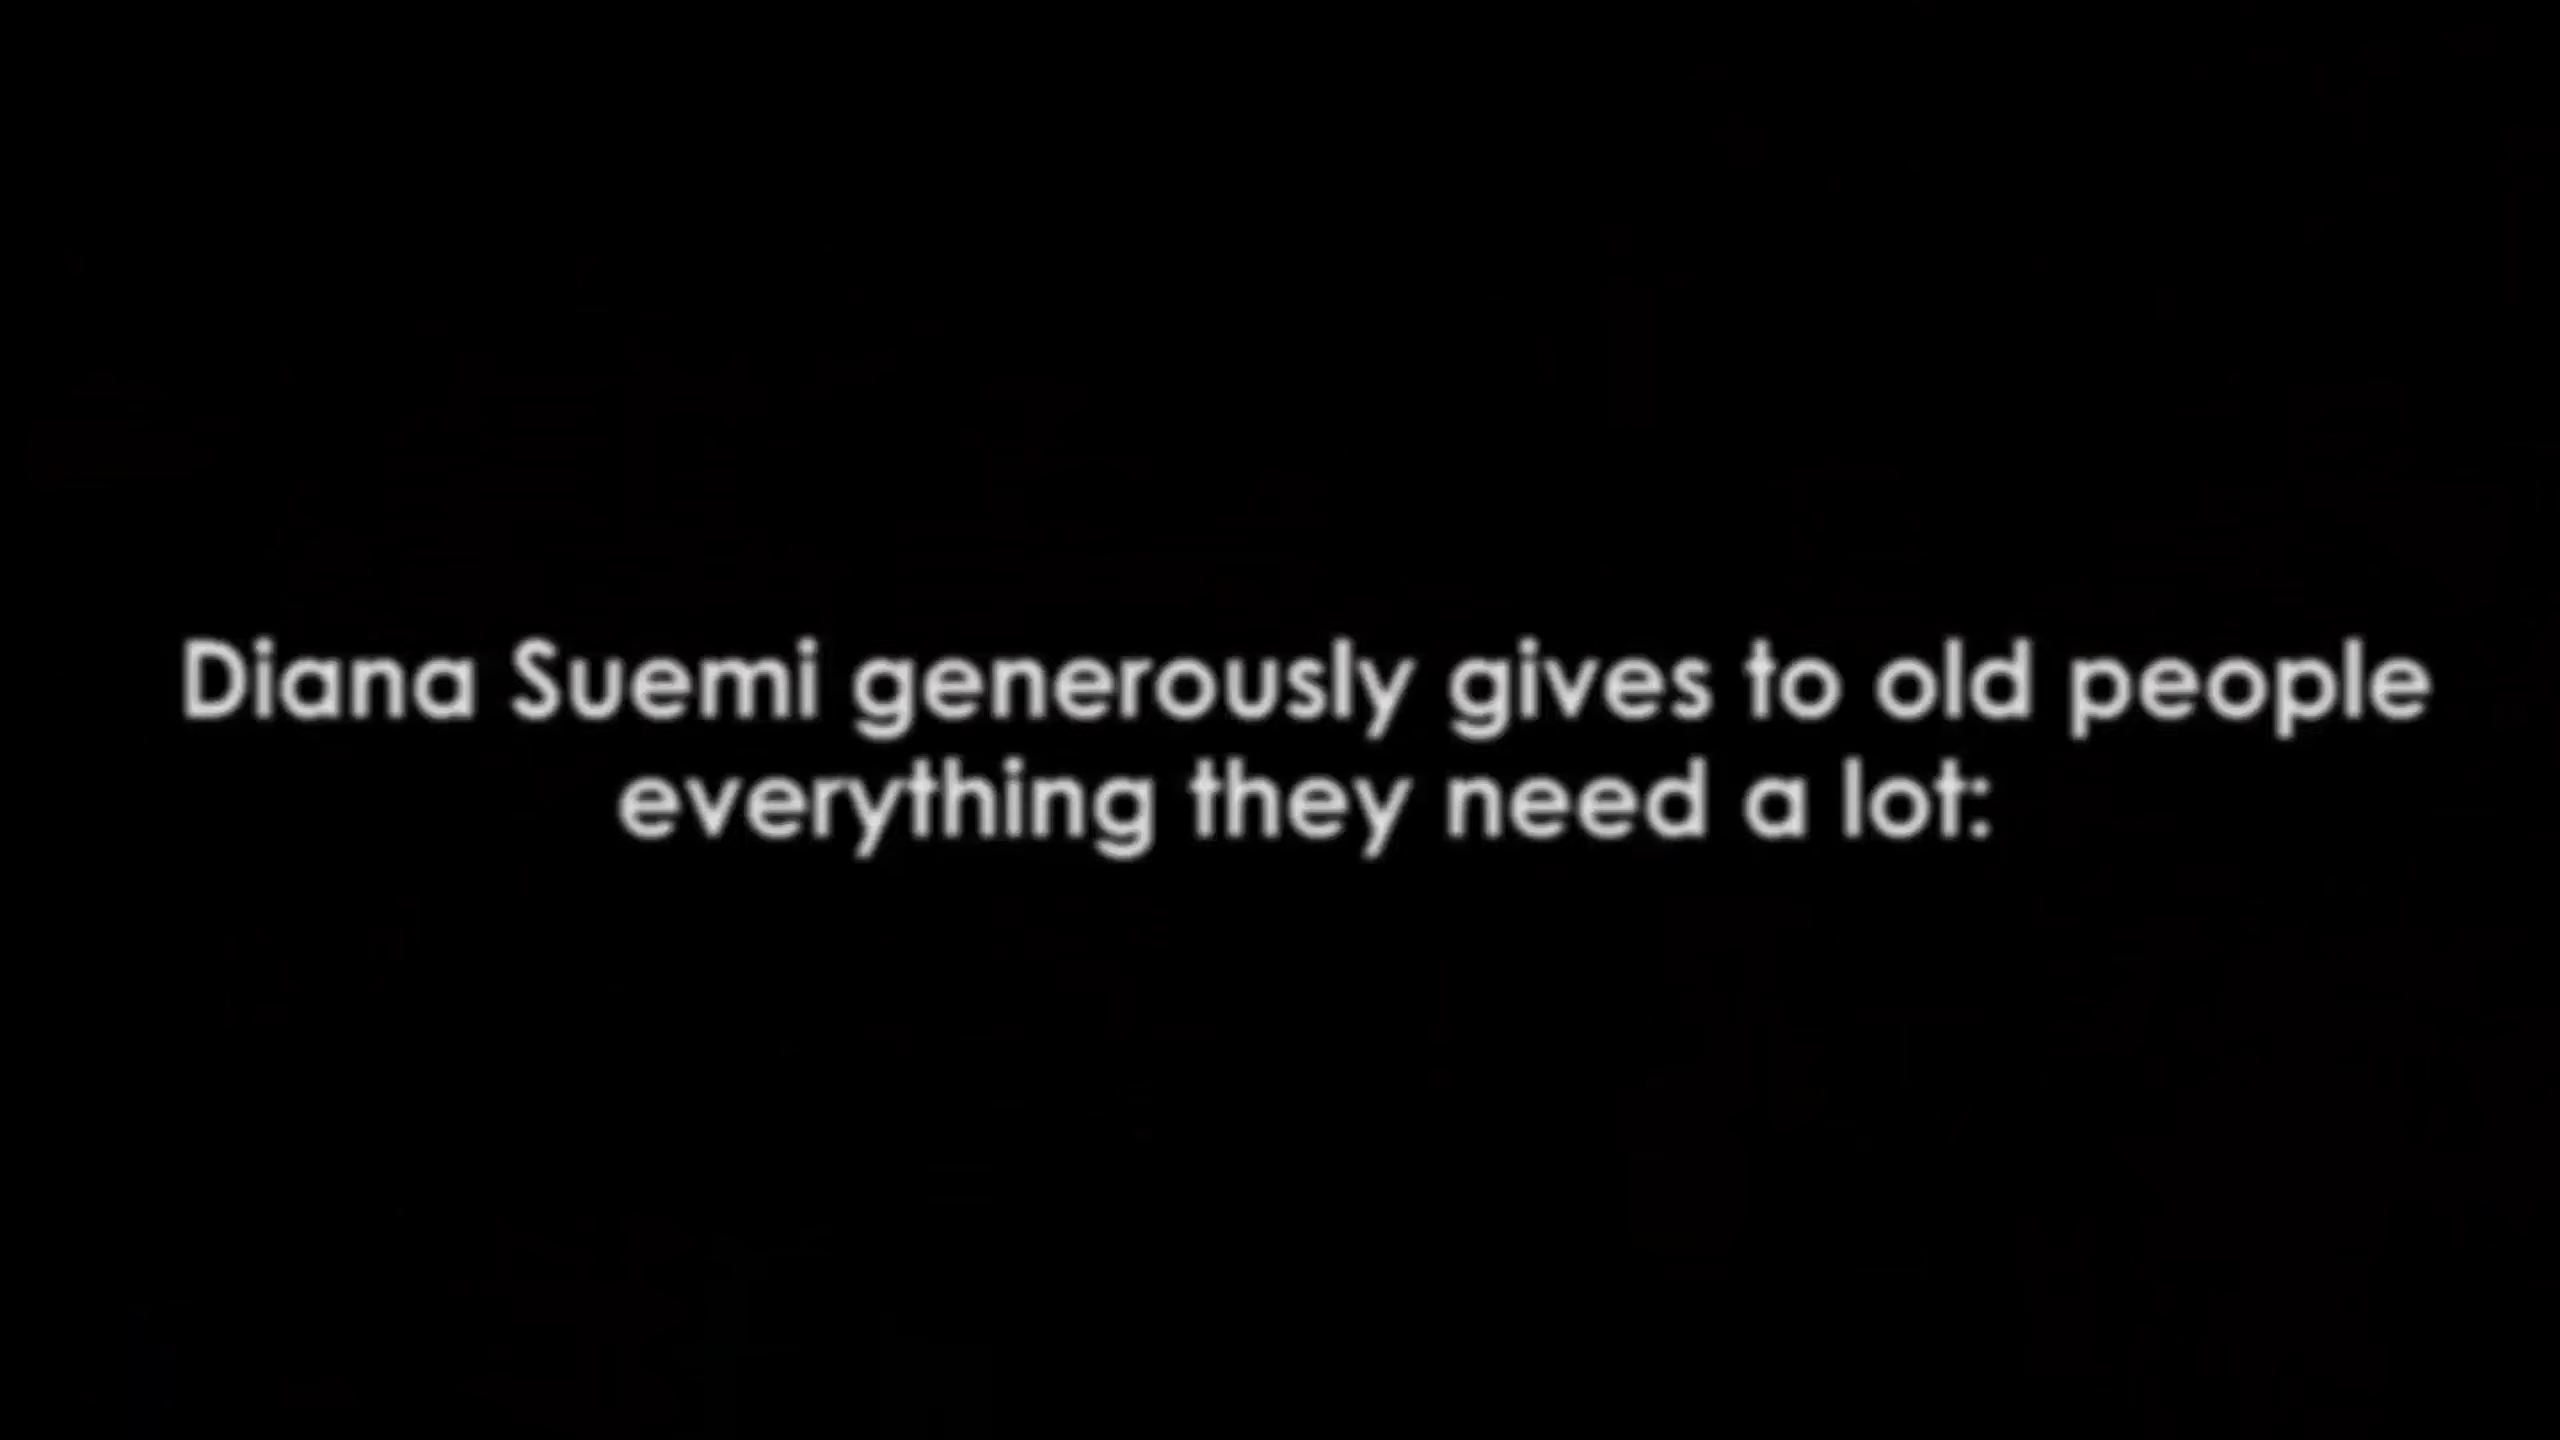 Diana Suemi generously gives to old people
everything they need a lot: